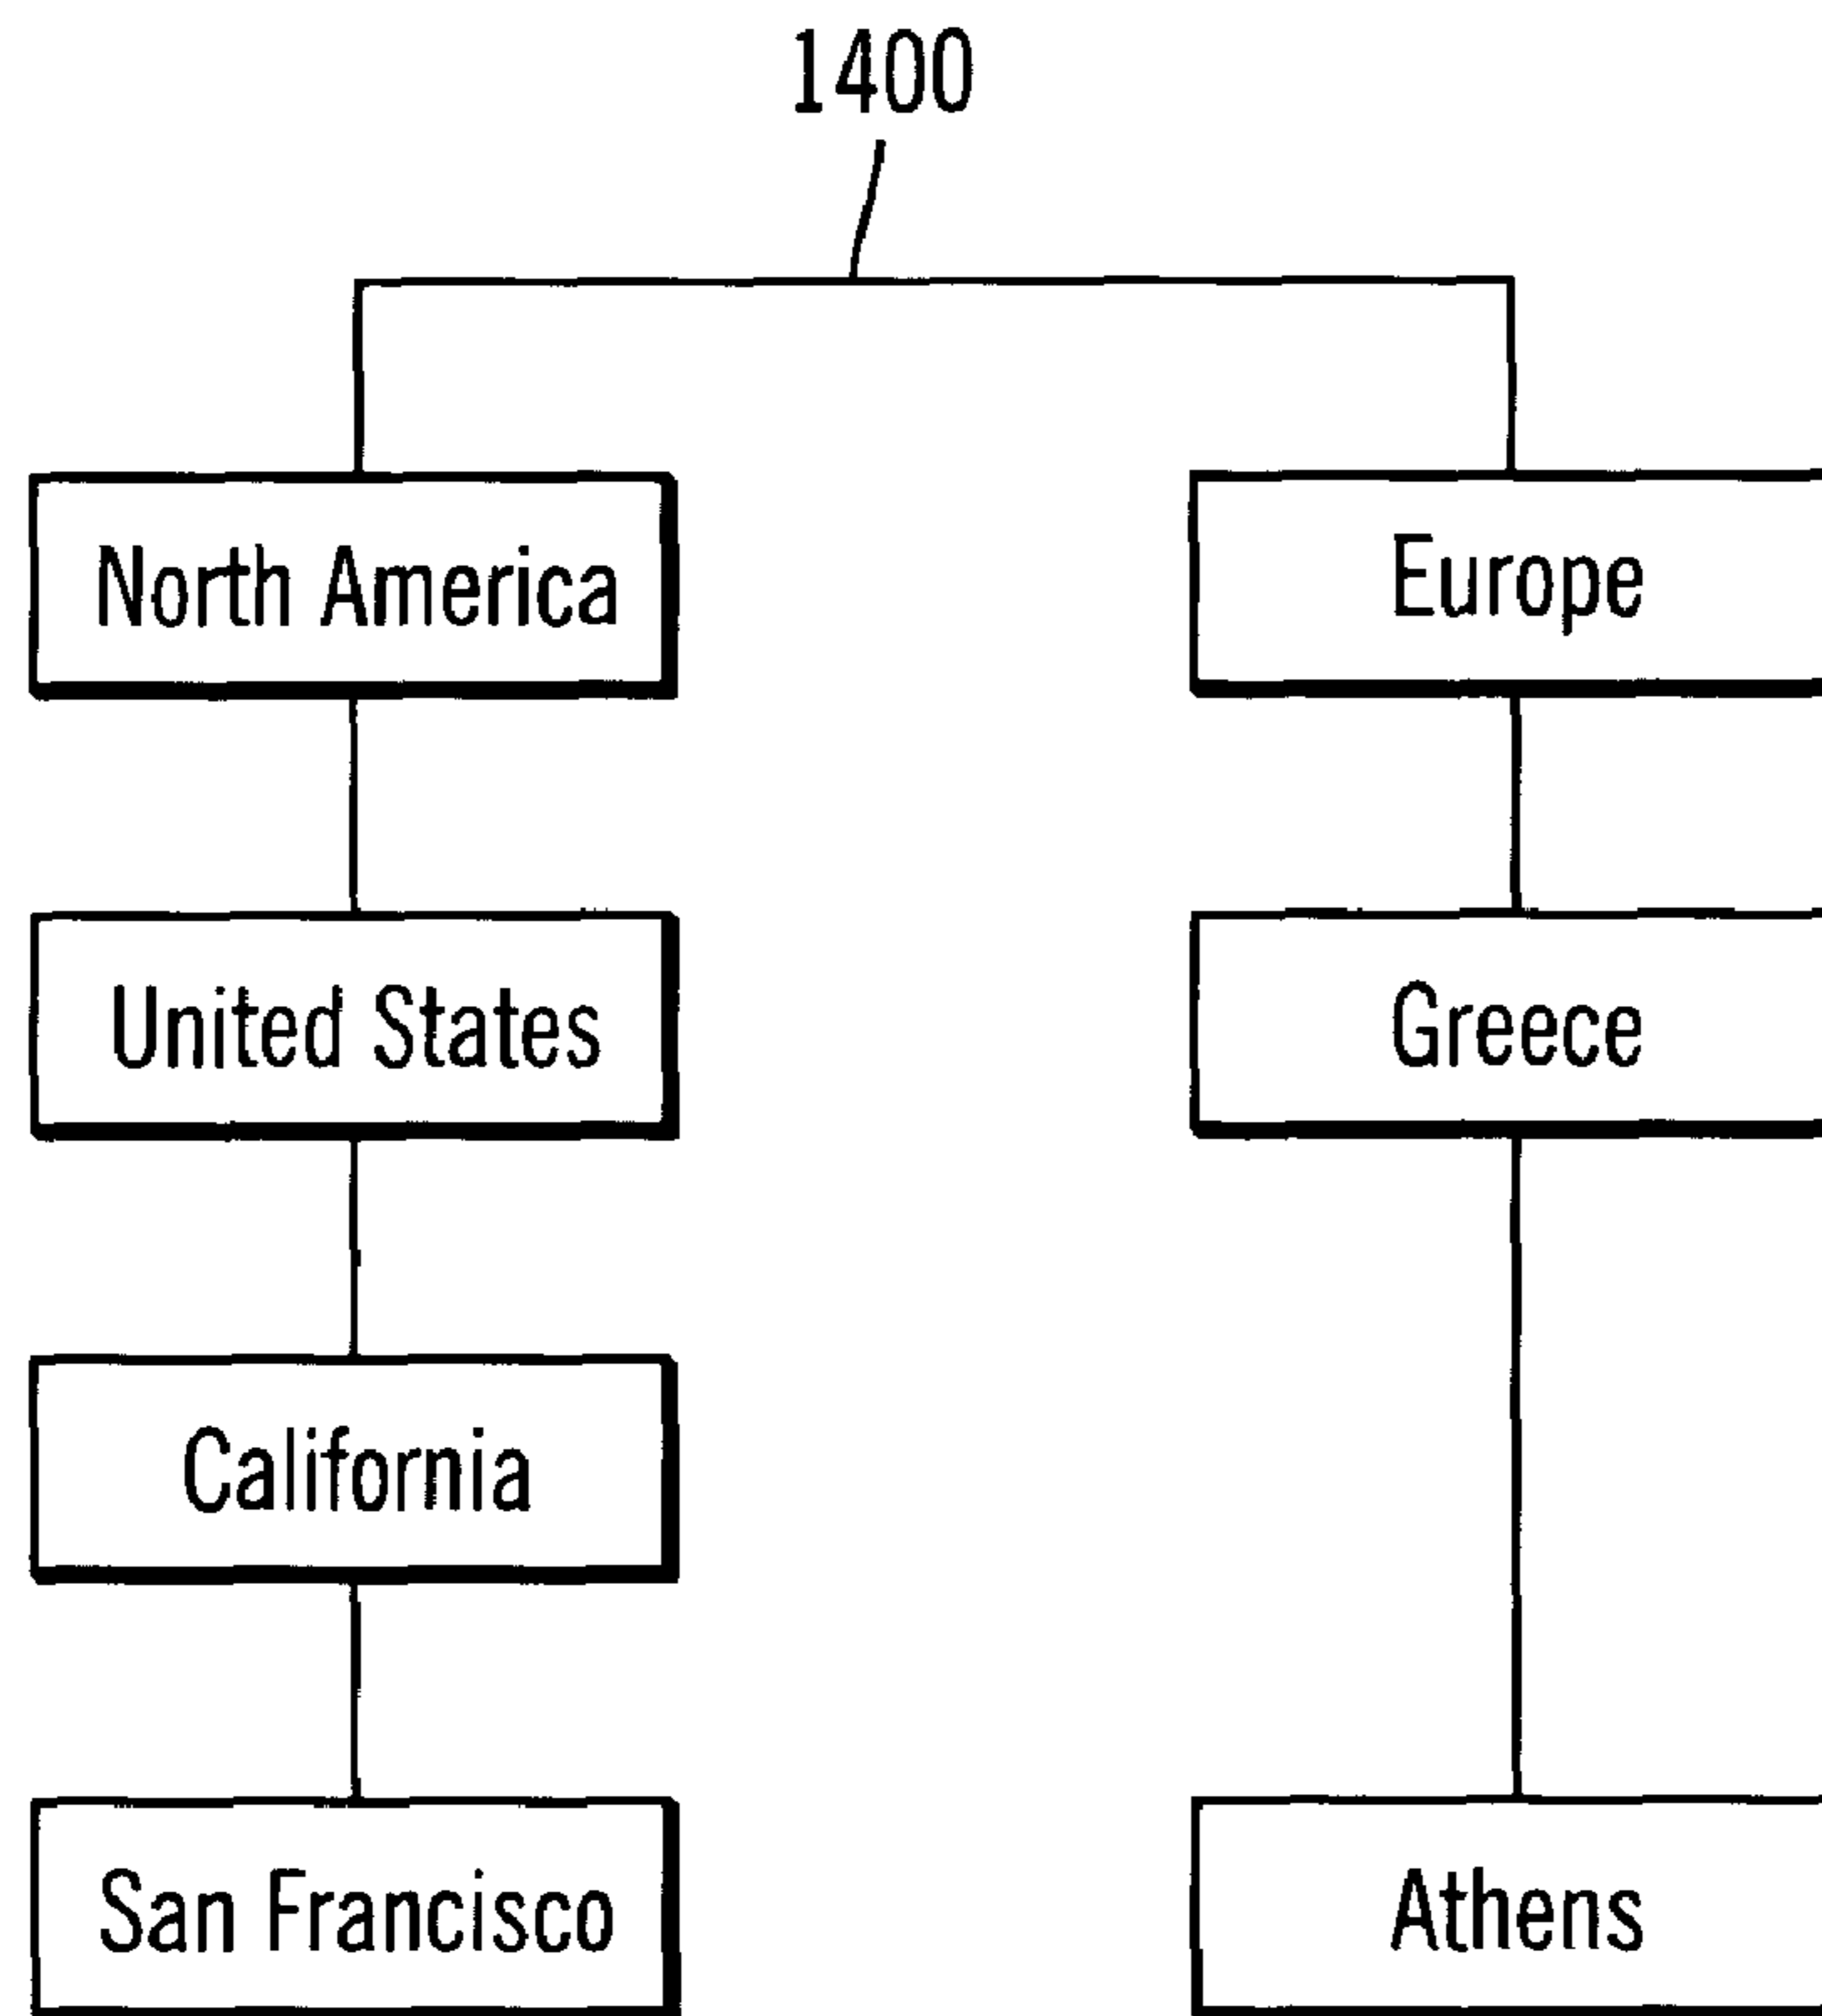 1400
North America
Europe
United States
Greece
California
San Francisco
Athens